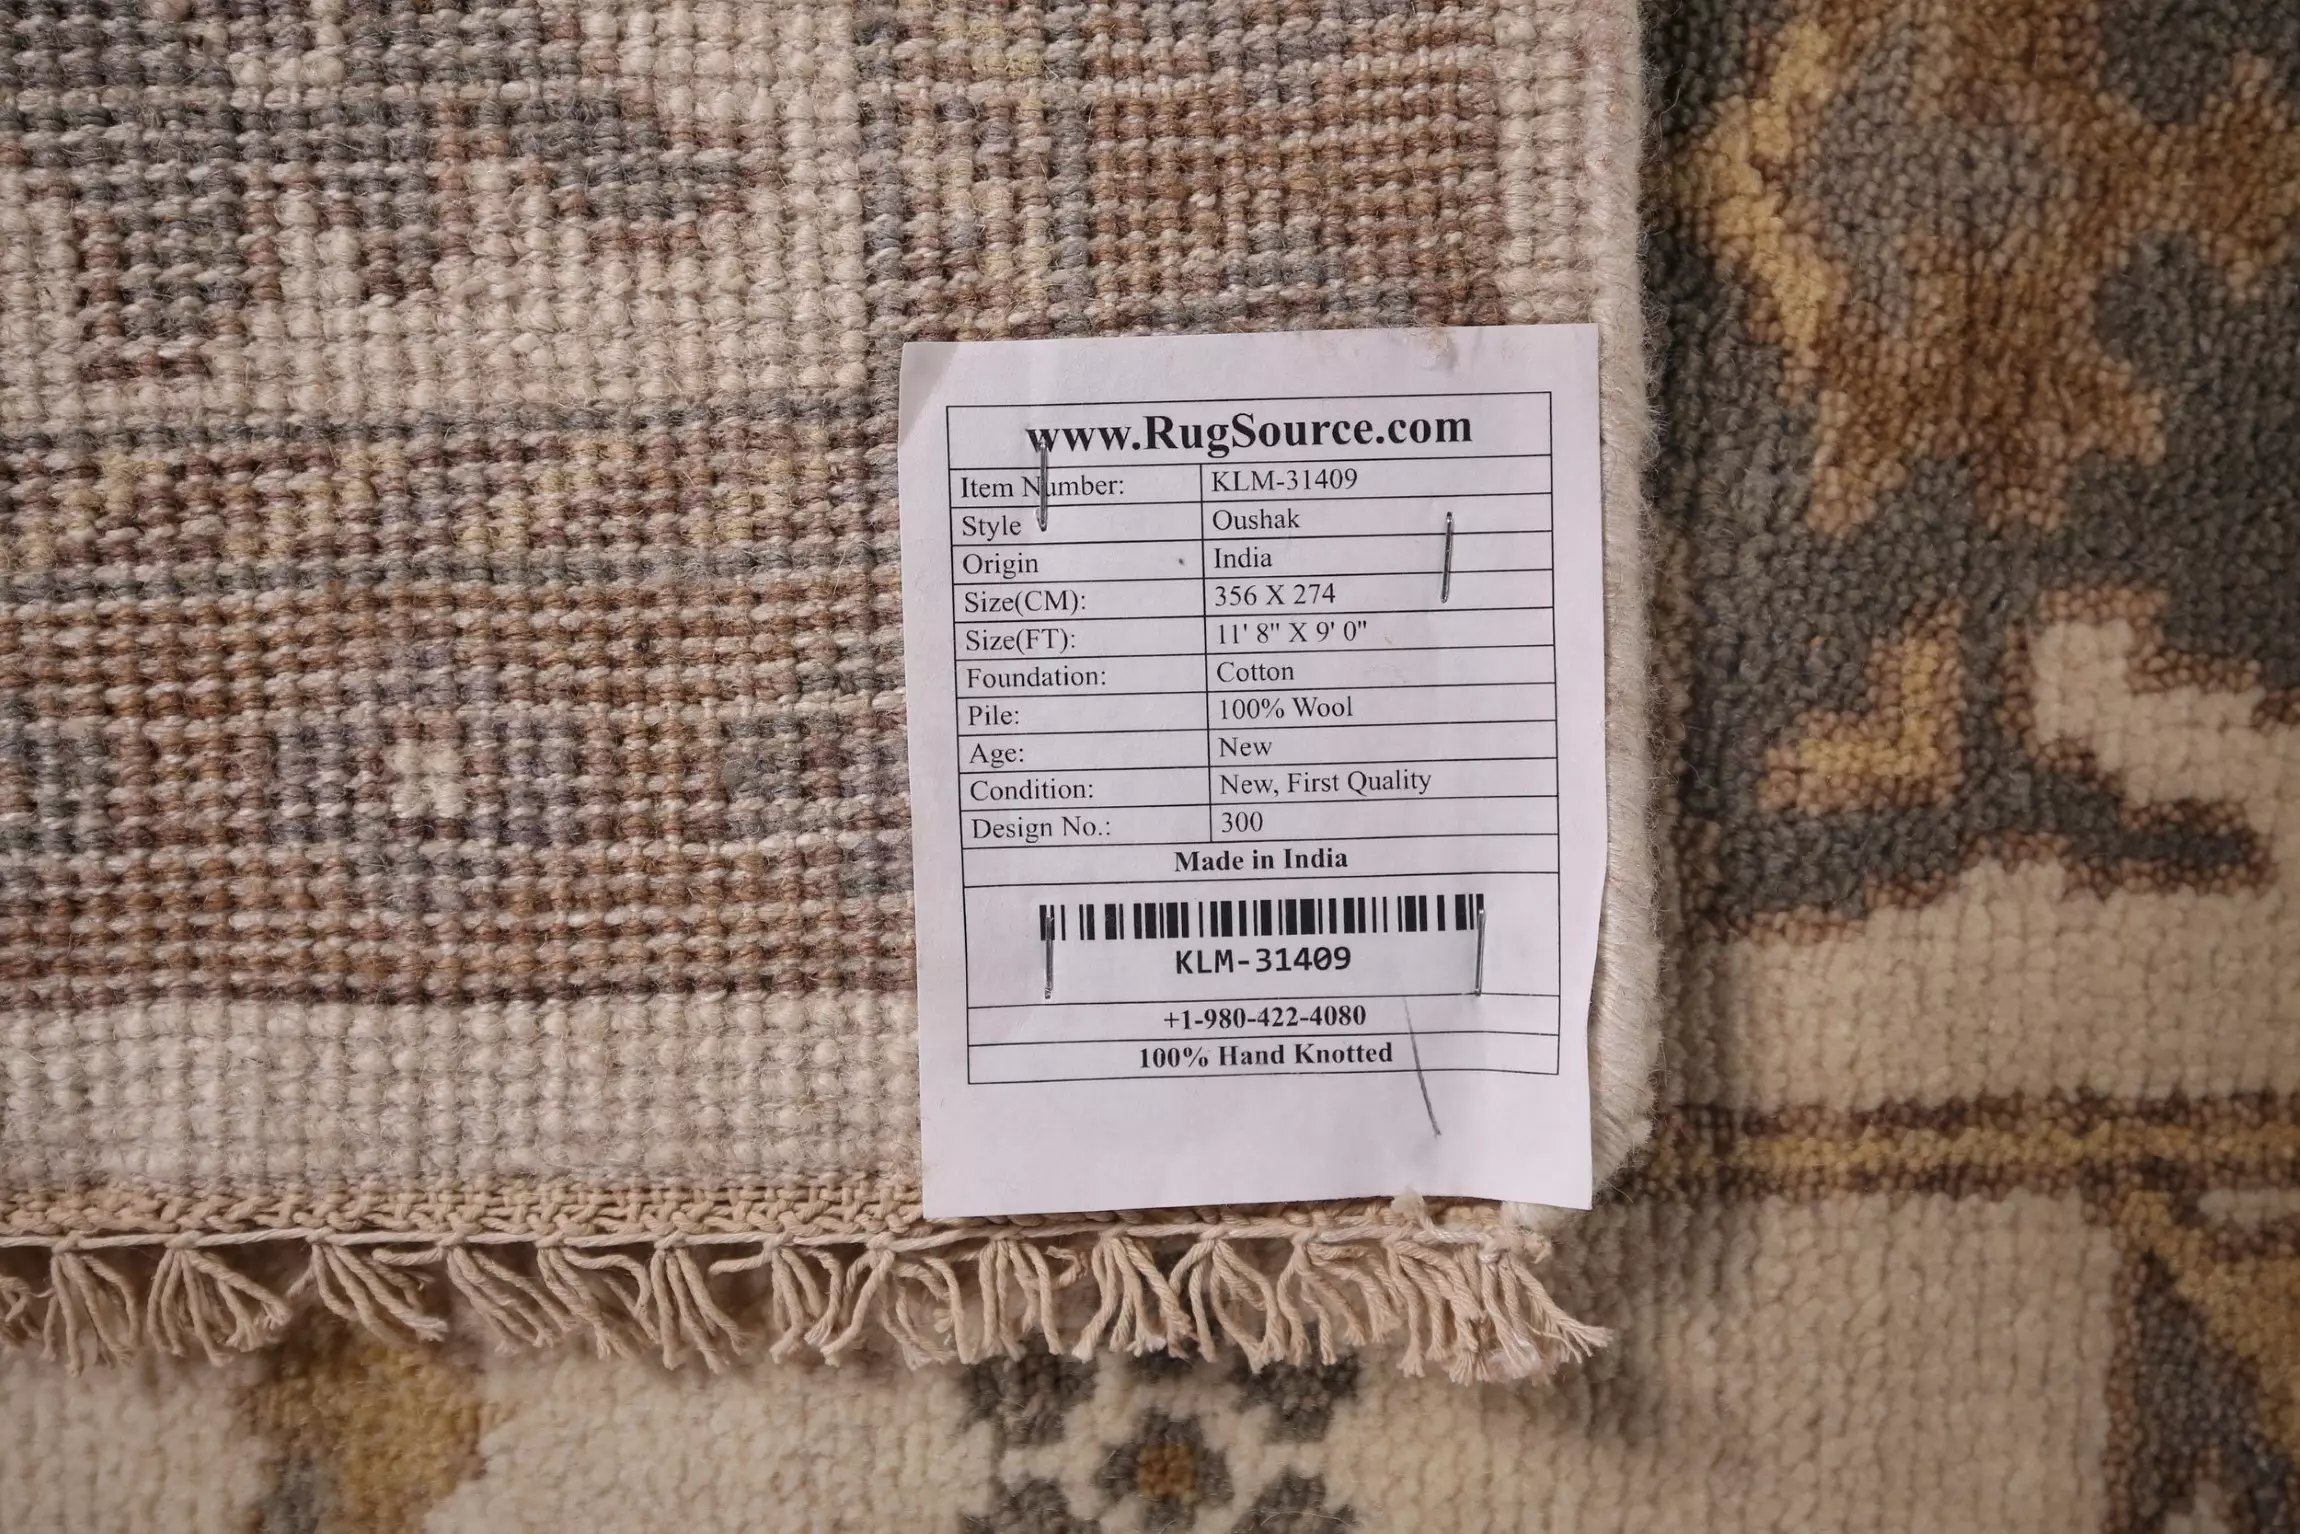 www.RugSource.com
Item Number: KLM-31409
Style Oushak
Origin India
Size(CM): 356 X 274
Size(FT): 11' 8" X 9' 0"
Foundation: Cotton
Pile: 100% Wool
Age: New
Condition: New, First Quality
Design No.: 300
Made in India
KLM-31409
+1-980-422-4080
100% Hand Knotted